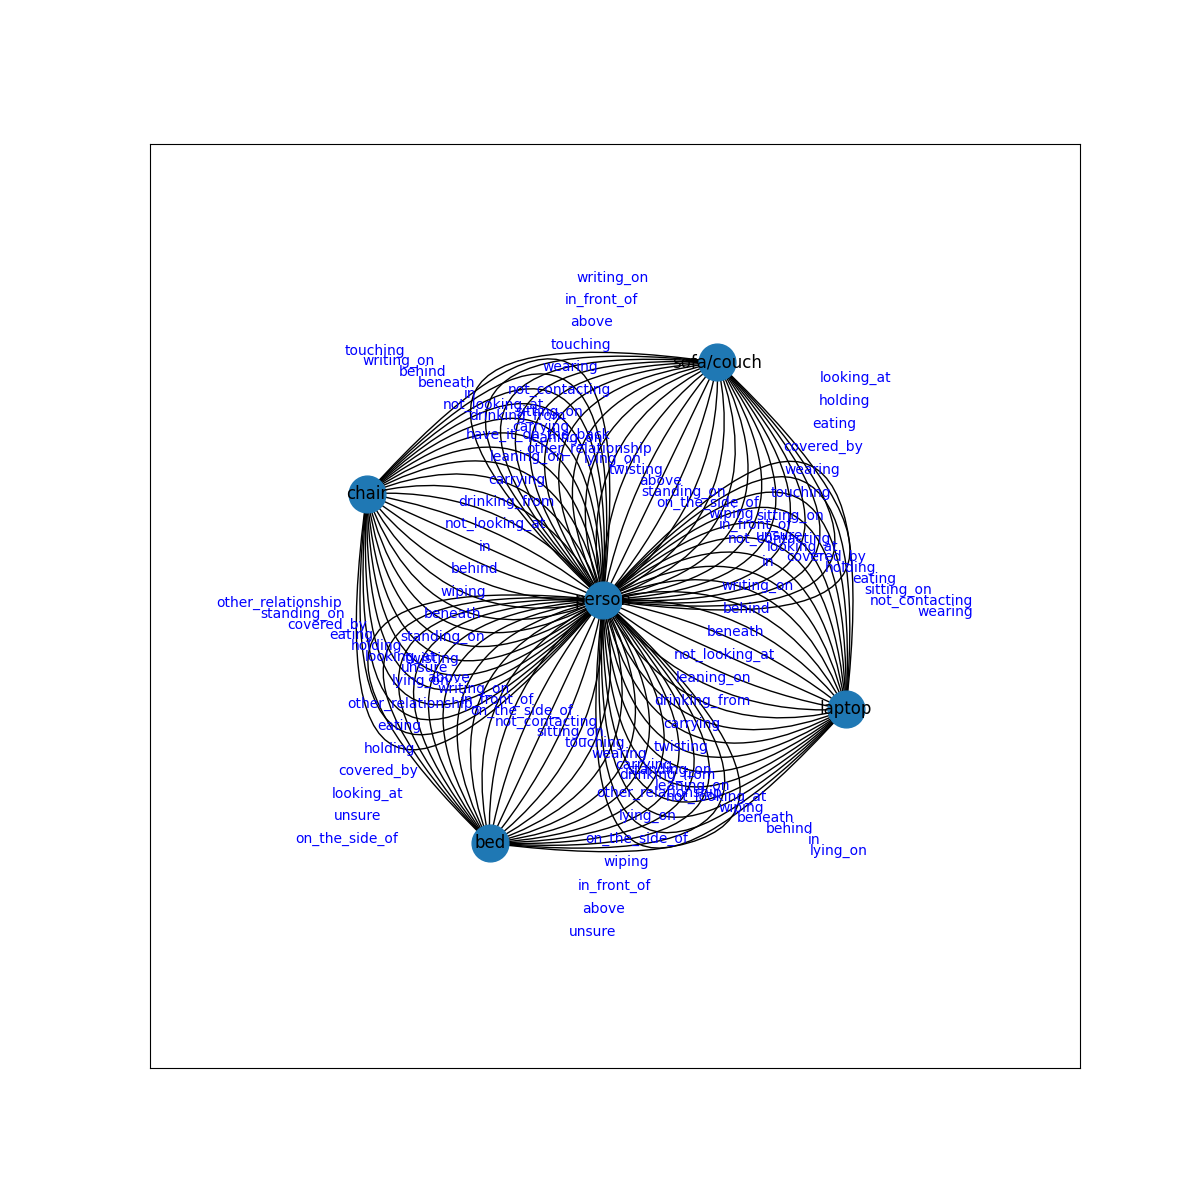 writing_on
in_front_of
above
touching
touching
writing_on
sofa/couch
wearing
behind
looking_at
beneath
not_contacting
in
holding
not_looking_at
sitting_on
drinking_from
eating
carrying
have_it_on_the_back
leaning_on
other_relationship
covered_by
leaning_on
lying_on
twisting
wearing
carrying
above
chair
standing_on
touching
drinking_from
on_the_side_of
wiping
sitting_on
not_looking_at
in_front_of
unsure
not_contacting
in
looking_at
covered_by
in
behind
holding
eating
writing_on
wiping
sitting_on
person
not_contacting
other_relationship
behind
wearing
standing_on
beneath
covered_by
beneath
eating
standing_on
holding
looking_at
twisting
not_looking_at
unsure
above
lying_on
leaning_on
writing_on
in_front_of
drinking_from
other_relationship
on_the_side_of
laptop
not_contacting
carrying
eating
sitting_on
touching
twisting
holding
wearing
carrying
covered_by
standing_on
drinking_from
leaning_on
looking_at
other_relationship
not_looking_at
wiping
unsure
lying_on
beneath
behind
on_the_side_of
on_the_side_of
in
bed
lying_on
wiping
in_front_of
above
unsure